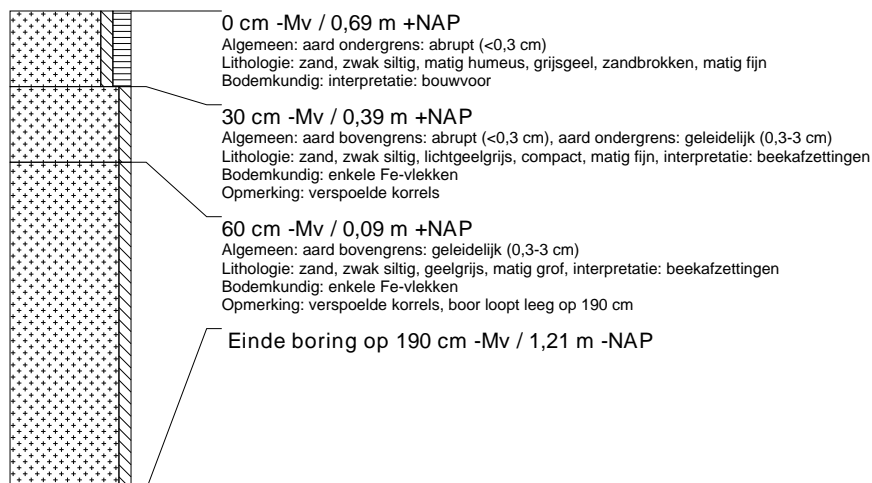 0 cm -Mv / 0,69 m +NAP
Algemeen: aard ondergrens: abrupt (<0,3 cm)
Lithologie: zand, zwak siltig, matig humeus, grijsgeel, zandbrokken, matig fijn
Bodemkundig: interpretatie: bouwvoor
30 cm -Mv / 0,39 m +NAP
Algemeen: aard bovengrens: abrupt (<0,3 cm), aard ondergrens: geleidelijk (0,3-3 cm)
Lithologie: zand, zwak siltig, lichtgeelgrijs, compact, matig fijn, interpretatie: beekafzettingen
Bodemkundig: enkele Fe-vlekken
Opmerking: verspoelde korrels
60 cm -Mv / 0,09 m +NAP
Algemeen: aard bovengrens: geleidelijk (0,3-3 cm)
Lithologie: zand, zwak siltig, geelgrijs, matig grof, interpretatie: beekafzettingen
Bodemkundig: enkele Fe-vlekken
Opmerking: verspoelde korrels, boor loopt leeg op 190 cm
Einde boring op 190 cm -Mv / 1,21 m -NAP